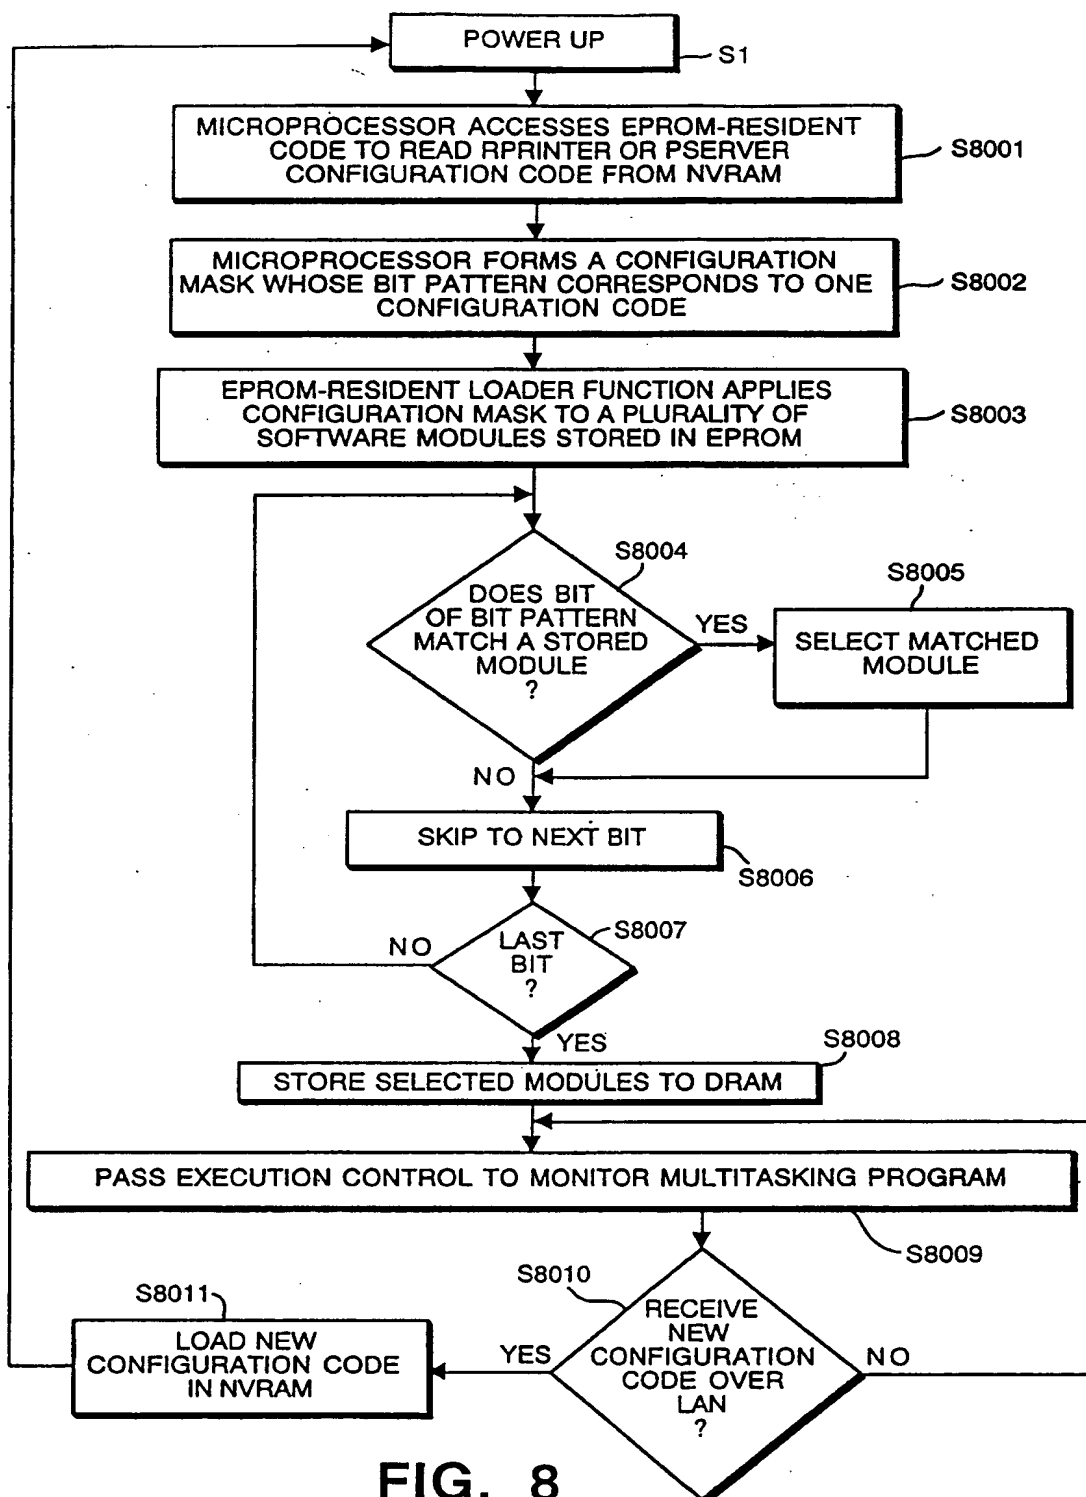 POWER UP
S1
MICROPROCESSOR ACCESSES EPROM-RESIDENT
CODE TO READ RPRINTER OR PSERVER
CONFIGURATION CODE FROM NVRAM
S8001
MICROPROCESSOR FORMS A CONFIGURATION
MASK WHOSE BIT PATTERN CORRESPONDS TO ONE
CONFIGURATION CODE
S8002
EPROM-RESIDENT LOADER FUNCTION APPLIES
CONFIGURATION MASK TO A PLURALITY OF
SOFTWARE MODULES STORED IN EPROM
S8003
S8004
DOES BIT
OF BIT PATTERN
MATCH A STORED
MODULE
?
YES
S8005
SELECT MATCHED
MODULE
NO
SKIP TO NEXT BIT
S8006
S8007
LAST
BIT
?
NO
YES
S8008
STORE SELECTED MODULES TO DRAM
PASS EXECUTION CONTROL TO MONITOR MULTITASKING PROGRAM
S8009
S8010
RECEIVE
NEW
CONFIGURATION
CODE OVER
LAN
?
YES
NO
S8011
LOAD NEW
CONFIGURATION CODE
IN NVRAM
FIG. 8